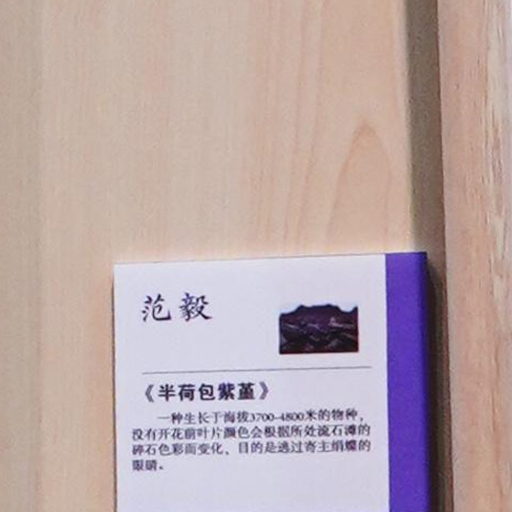 范毅
《半荷包紫堇》
一种生长于海拔3700-4800米的物种，
没有开花前叶片颜色会根据所处流石滩的
碎石色彩而变化、目的是逃过寄主绢蝶的
眼睛。